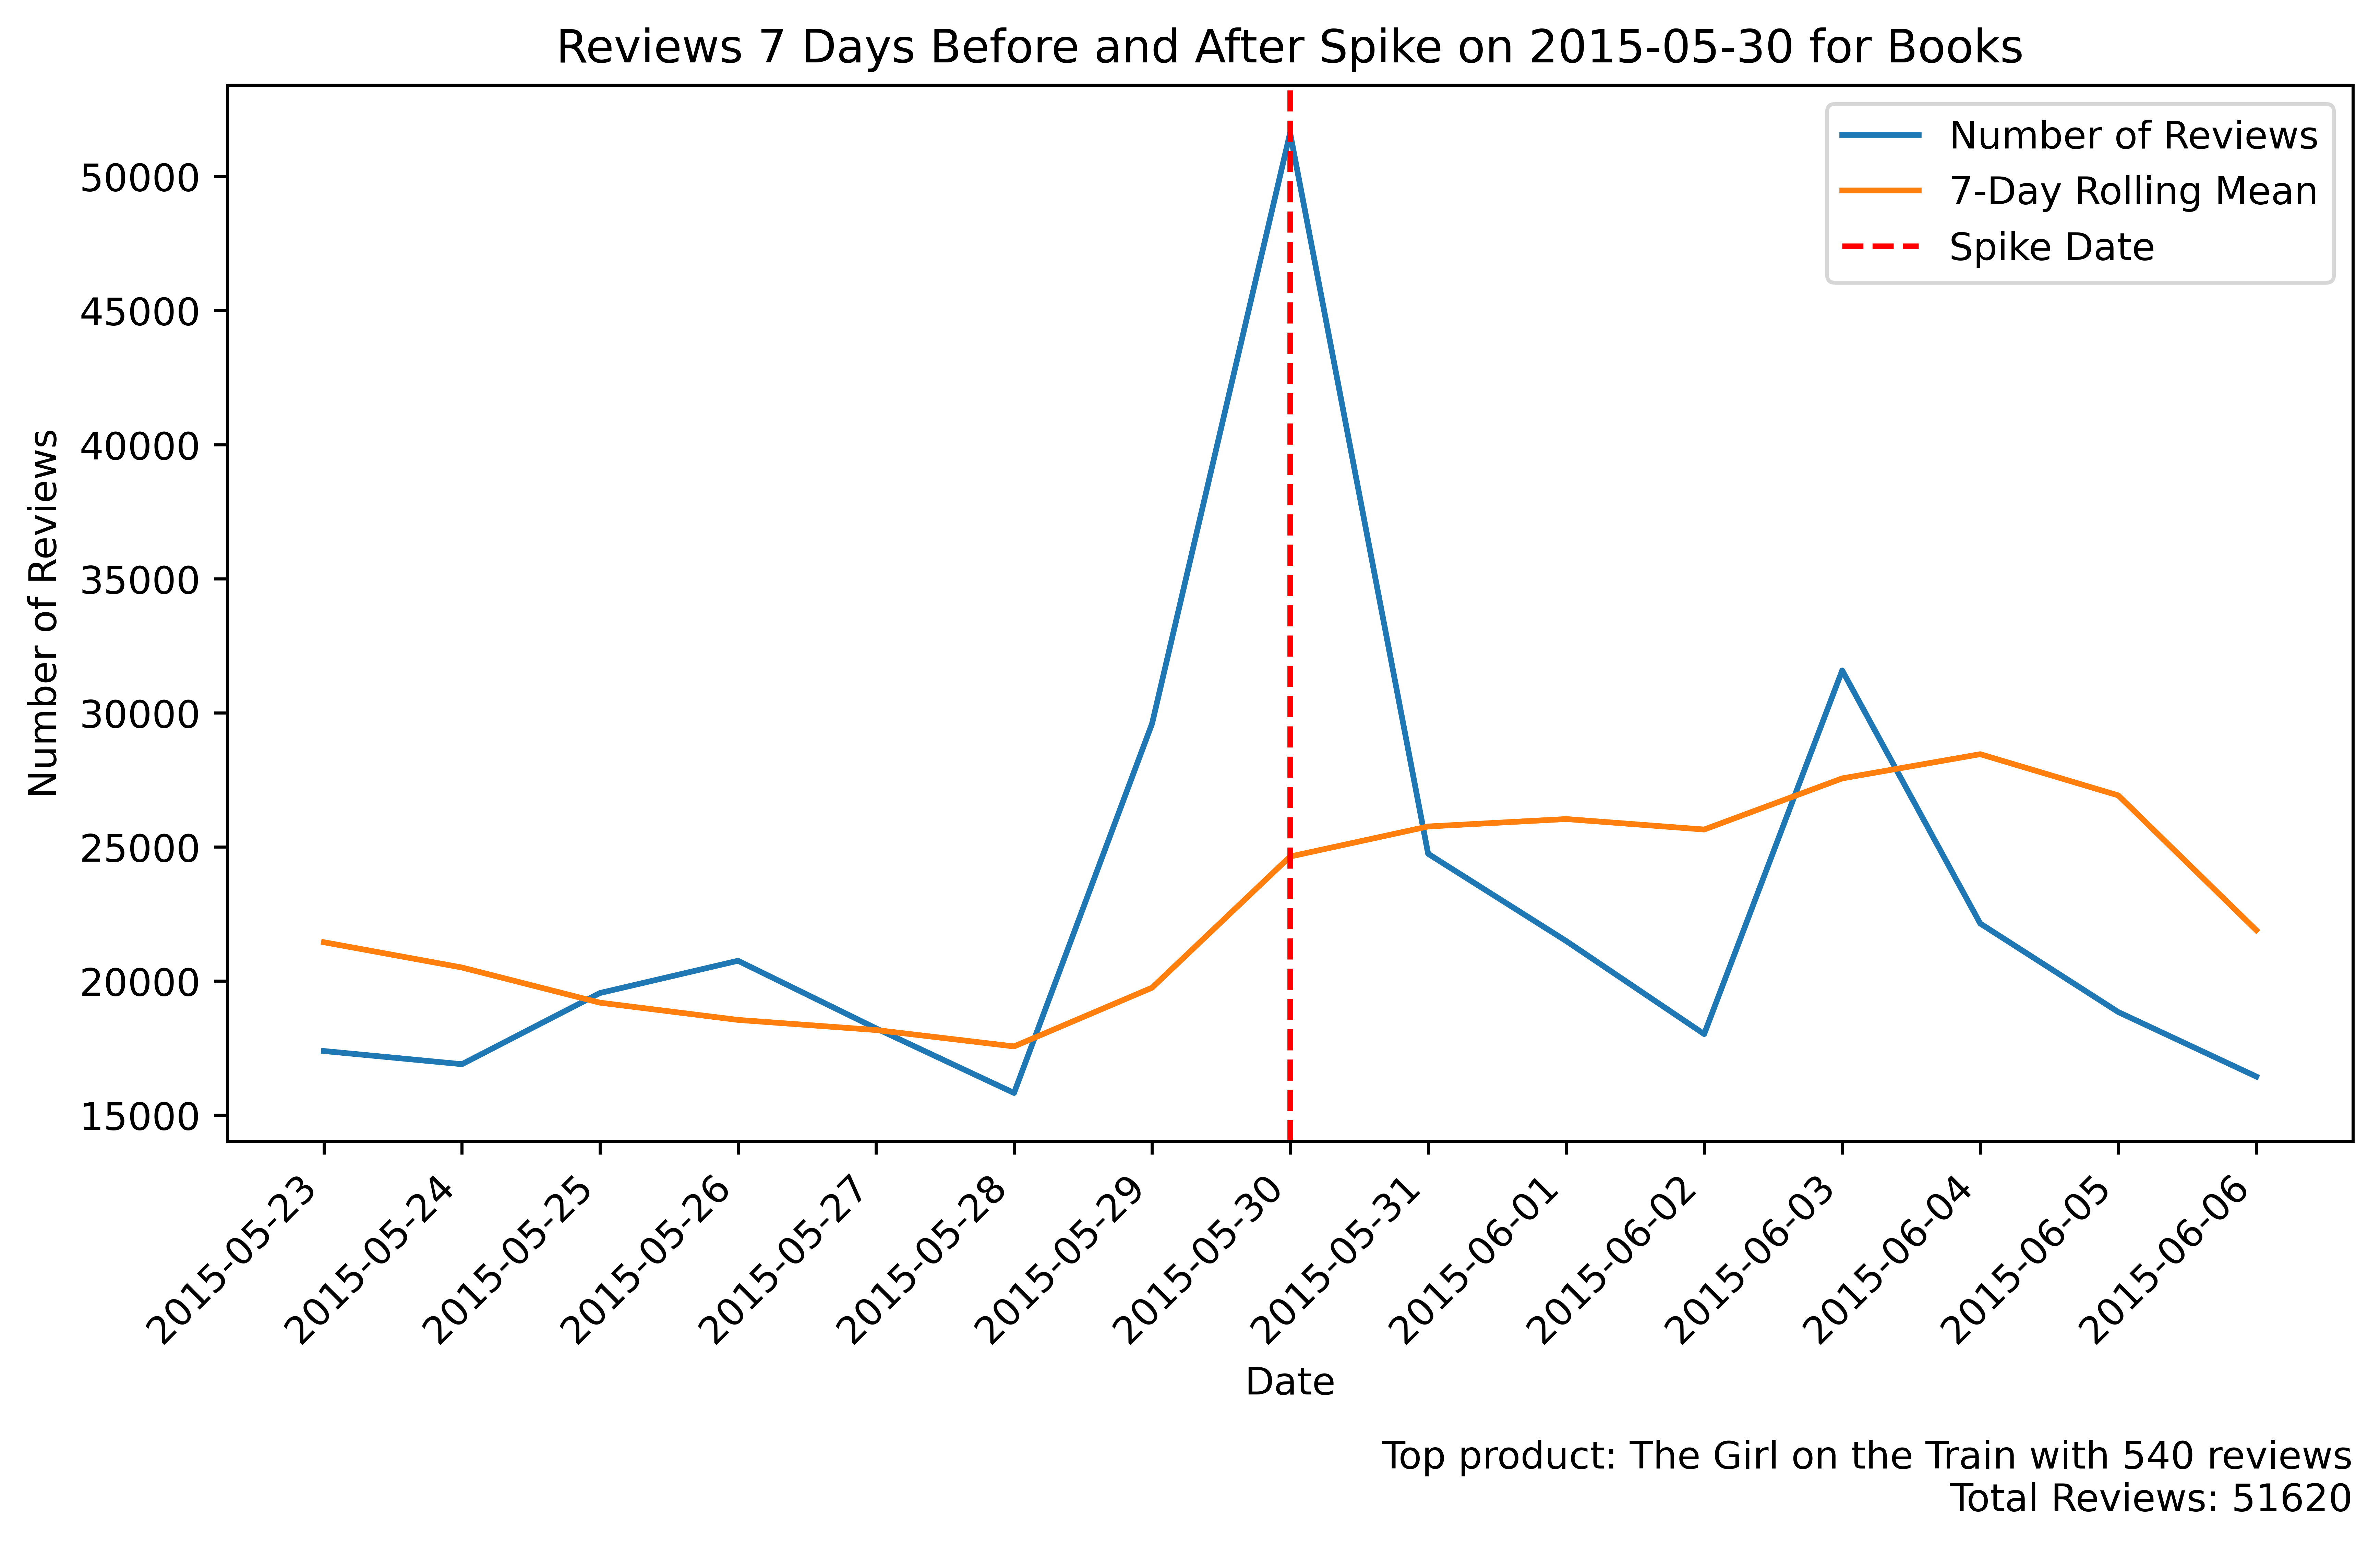 Reviews 7 Days Before and After Spike on 2015-05-30 for Books
Number of Reviews
7-Day Rolling Mean
Spike Date
50000
45000
40000
35000
30000
25000
20000
15000
Number of Reviews
2015-05-23
2015-05-24
2015-05-25
2015-05-26
2015-05-27
2015-05-28
2015-05-29
2015-05-30
2015-05-31
2015-06-01
2015-06-02
2015-06-03
2015-06-04
2015-06-05
2015-06-06
Date
Top product: The Girl on the Train with 540 reviews
Total Reviews: 51620